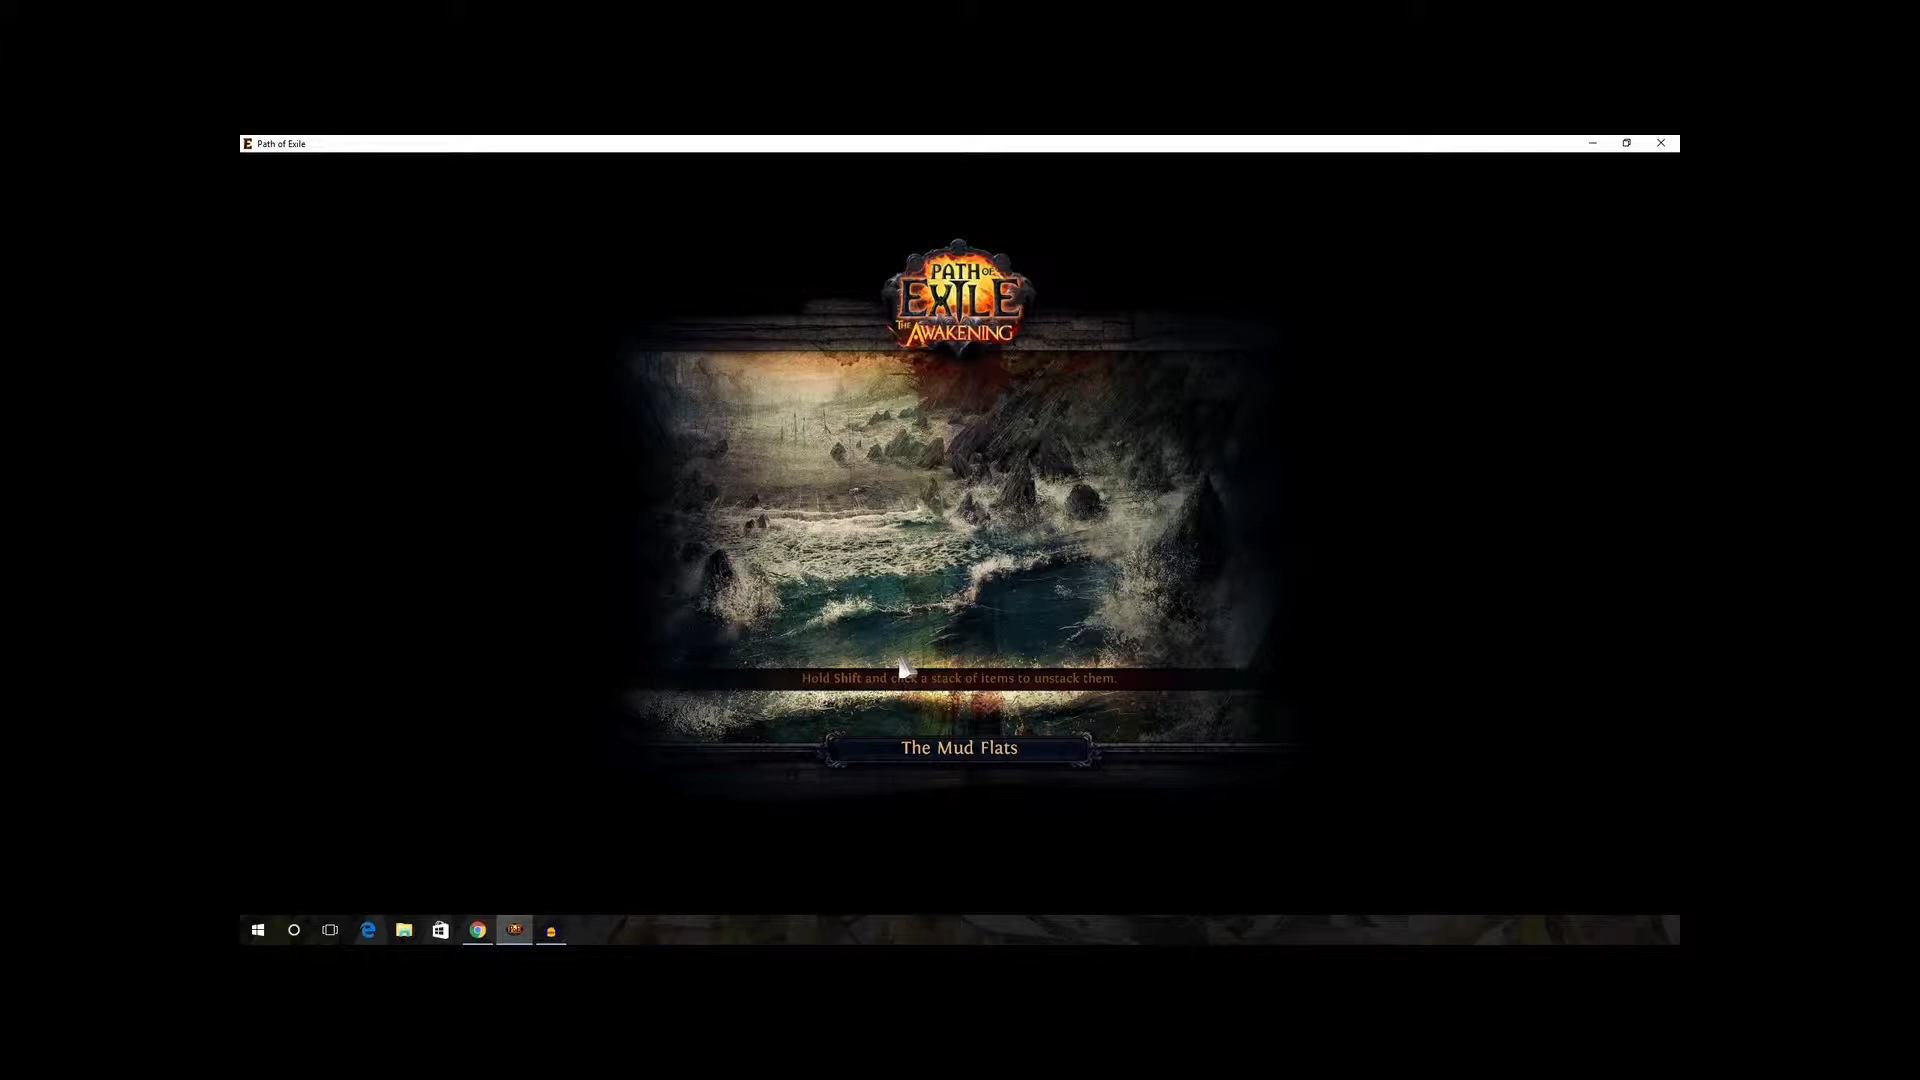 Path of Exile
PATH OF
EXILE
THE
AWAKENING
Hold Shift and click a stack of items to unstack them.
The Mud Flats